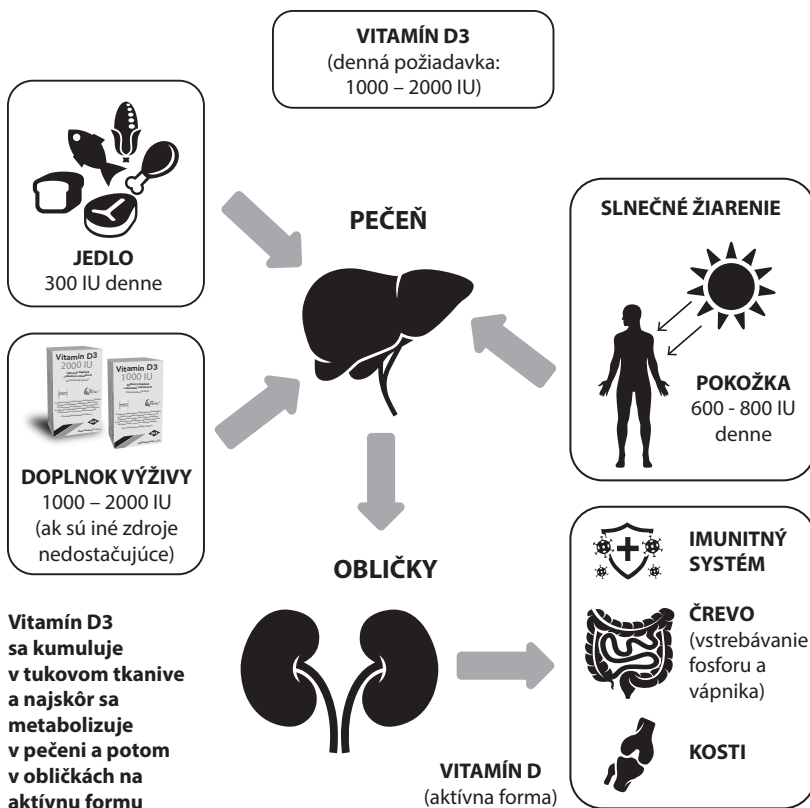 VITAMÍN D3
(denná požiadavka:
1000 – 2000 IU)
JEDLO
300 IU denne
PEČEŇ
SLNEČNÉ ŽIARENIE
POKOŽKA
600 - 800 IU
denne
Vitamín D3
2000 IU
Vitamín D3
1000 IU
DOPLNOK VÝŽIVY
1000 – 2000 IU
(ak sú iné zdroje
nedostačujúce)
OBLIČKY
IMUNITNÝ
SYSTÉM
ČREVO
(vstrebávanie
fosforu a
vápnika)
KOSTI
Vitamín D3
sa kumuluje
v tukovom tkanive
a najskôr sa
metabolizuje
v pečeni a potom
v obličkách na
aktívnu formu
VITAMÍN D
(aktívna forma)